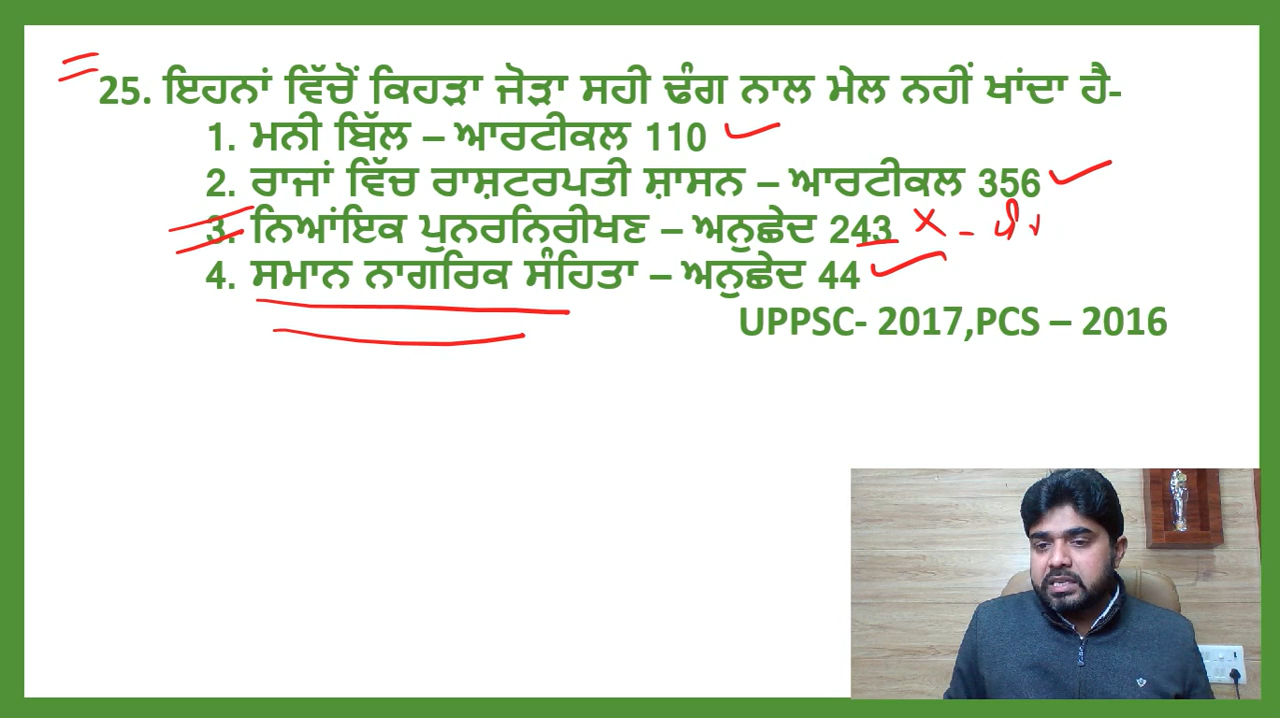 25. ਇਹਨਾਂ ਵਿੱਚੋਂ ਕਿਹੜਾ ਜੋੜਾ ਸਹੀ ਢੰਗ ਨਾਲ ਮੇਲ ਨਹੀਂ ਖਾਂਦਾ ਹੈ-
1. ਮਨੀ ਬਿੱਲ – ਆਰਟੀਕਲ 110
2. ਰਾਜਾਂ ਵਿੱਚ ਰਾਸ਼ਟਰਪਤੀ ਸ਼ਾਸਨ – ਆਰਟੀਕਲ 356
3. ਨਿਆਂਇਕ ਪੁਨਰਨਿਰੀਖਣ – ਅਨੁਛੇਦ 243
4. ਸਮਾਨ ਨਾਗਰਿਕ ਸੰਹਿਤਾ – ਅਨੁਛੇਦ 44
UPPSC- 2017,PCS – 2016